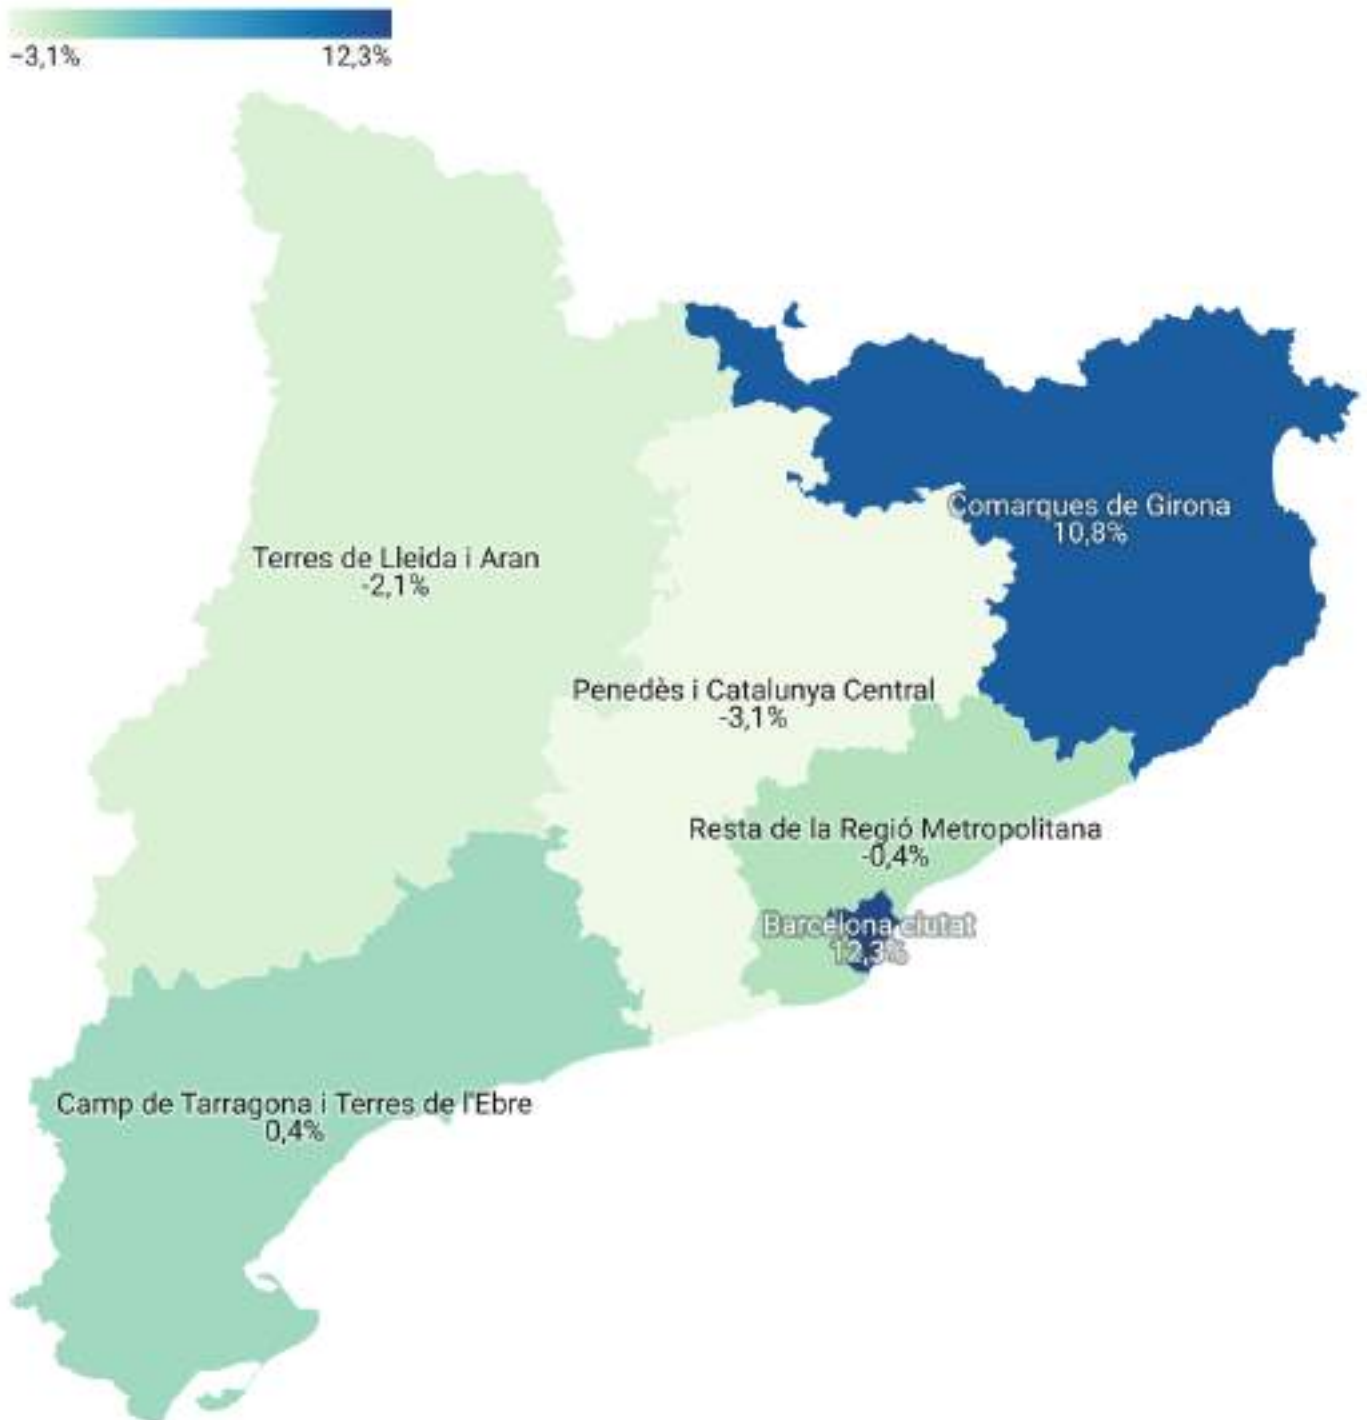 -3,1% 12,3%
Comarques de Girona
10,8%
Terres de Lleida i Aran
-2,1%
Penedès i Catalunya Central
-3,1%
Resta de la Regió Metropolitana
-0,4%
Barcelona ciutat
12,3%
Camp de Tarragona i Terres de l'Ebre
0,4%